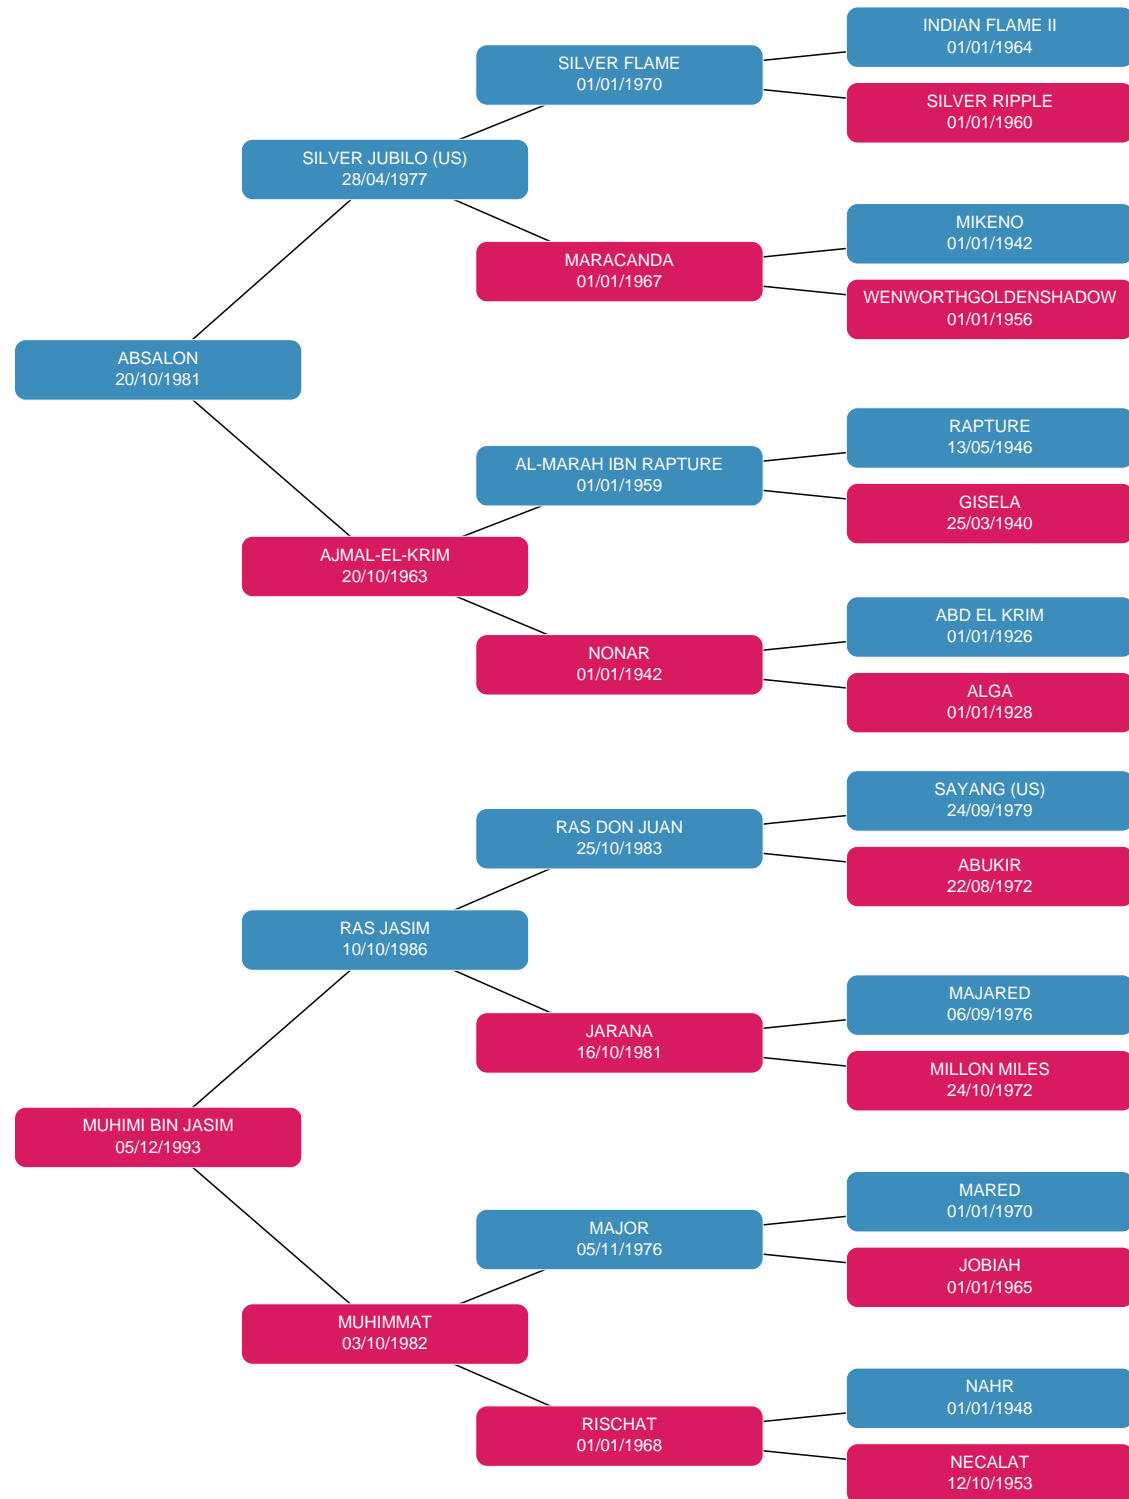 INDIAN FLAME II
01/01/1964
SILVER FLAME
01/01/1970
SILVER RIPPLE
01/01/1960
SILVER JUBILO (US)
28/04/1977
MIKENO
01/01/1942
MARACANDA
01/01/1967
WENWORTHGOLDENSHADOW
01/01/1956
ABSALON
20/10/1981
RAPTURE
13/05/1946
AL-MARAH IBN RAPTURE
01/01/1959
GISELA
25/03/1940
AJMAL-EL-KRIM
20/10/1963
ABD EL KRIM
01/01/1926
NONAR
01/01/1942
ALGA
01/01/1928
SAYANG (US)
24/09/1979
RAS DON JUAN
25/10/1983
ABUKIR
22/08/1972
RAS JASIM
10/10/1986
MAJARED
06/09/1976
JARANA
16/10/1981
MILLON MILES
24/10/1972
MUHIMI BIN JASIM
05/12/1993
MARED
01/01/1970
MAJOR
05/11/1976
JOBIAH
01/01/1965
MUHIMMAT
03/10/1982
NAHR
01/01/1948
RISCHAT
01/01/1968
NECALAT
12/10/1953